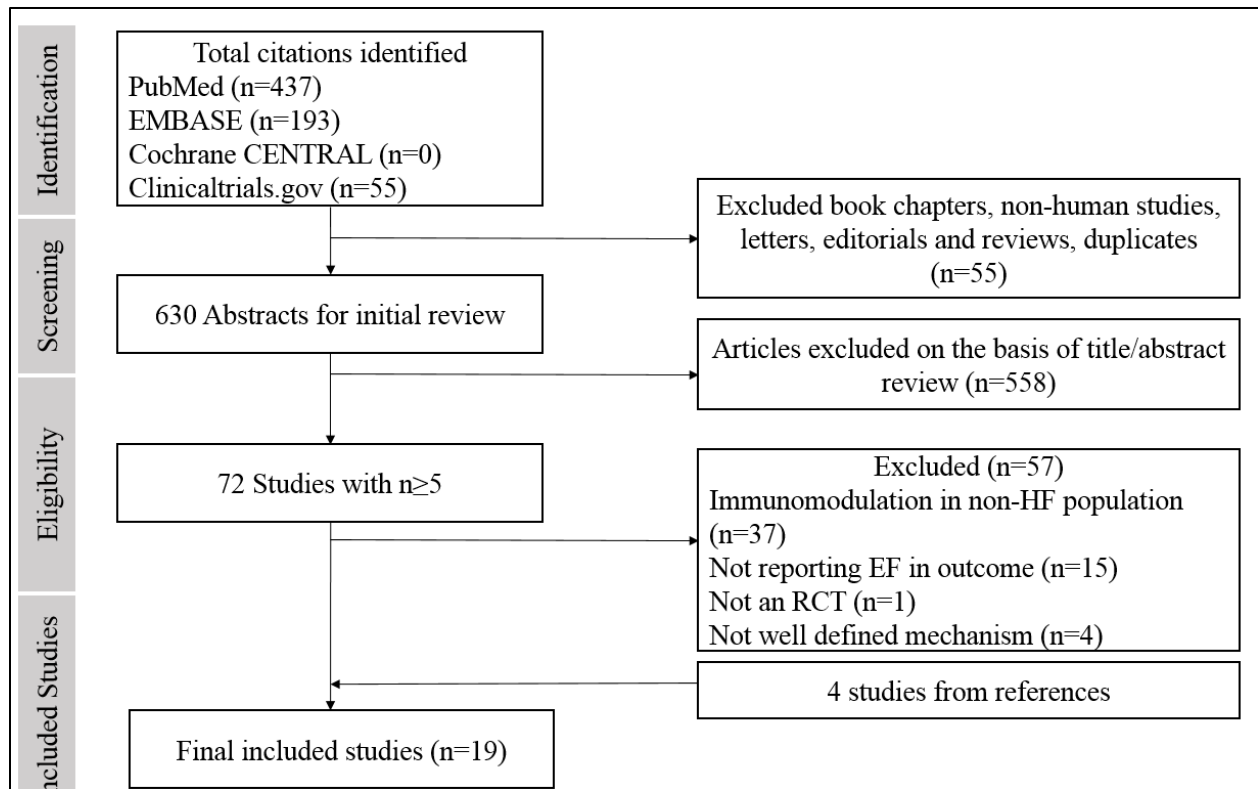 Identification
Total citations identified
PubMed (n=437)
EMBASE (n=193)
Cochrane CENTRAL (n=0)
Clinicaltrials.gov (n=55)
Excluded book chapters, non-human studies,
letters, editorials and reviews, duplicates
(n=55)
Screening
630 Abstracts for initial review
Articles excluded on the basis of title/abstract
review (n=558)
Eligibility
72 Studies with n≥5
Excluded (n=57)
Immunomodulation in non-HF population
(n=37)
Not reporting EF in outcome (n=15)
Not an RCT (n=1)
Not well defined mechanism (n=4)
4 studies from references
ncluded Studies
Final included studies (n=19)